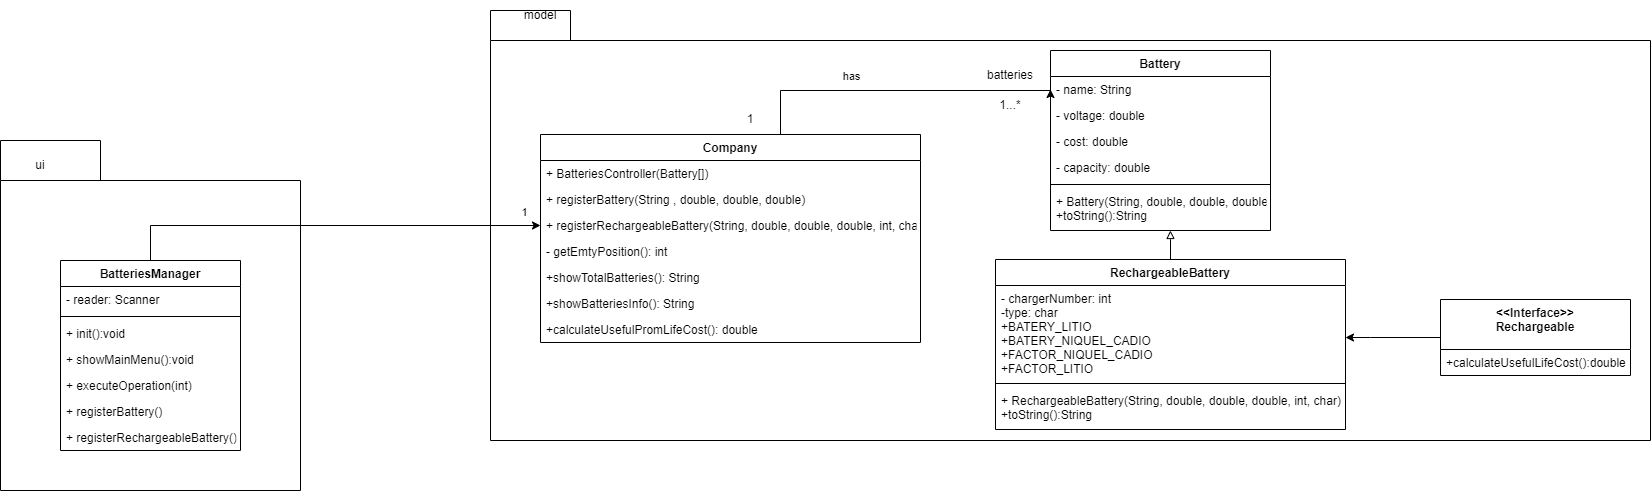 model
ui
has
batteries
1
1...*
1
Battery
- name: String
- voltage: double
- cost: double
- capacity: double
+ Battery(String, double, double, double
+toString():String
Company
+ BatteriesController(Battery[])
+ registerBattery(String , double, double, double)
+ registerRechargeableBattery(String, double, double, double, int, cha
- getEmtyPosition(): int
+showTotalBatteries(): String
+showBatteriesInfo(): String
+calculateUsefulPromLifeCost(): double
BatteriesManager
- reader: Scanner
+ init():void
+ showMainMenu():void
+ executeOperation(int)
+ registerBattery()
+ registerRechargeableBattery()
RechargeableBattery
- chargerNumber: int
-type: char
+BATERY_LITIO
+BATERY_NIQUEL_CADIO
+FACTOR_NIQUEL_CADIO
+FACTOR_LITIO
+ RechargeableBattery(String, double, double, double, int, char)
+toString():String
<<Interface>>
Rechargeable
+calculateUsefulLifeCost():double